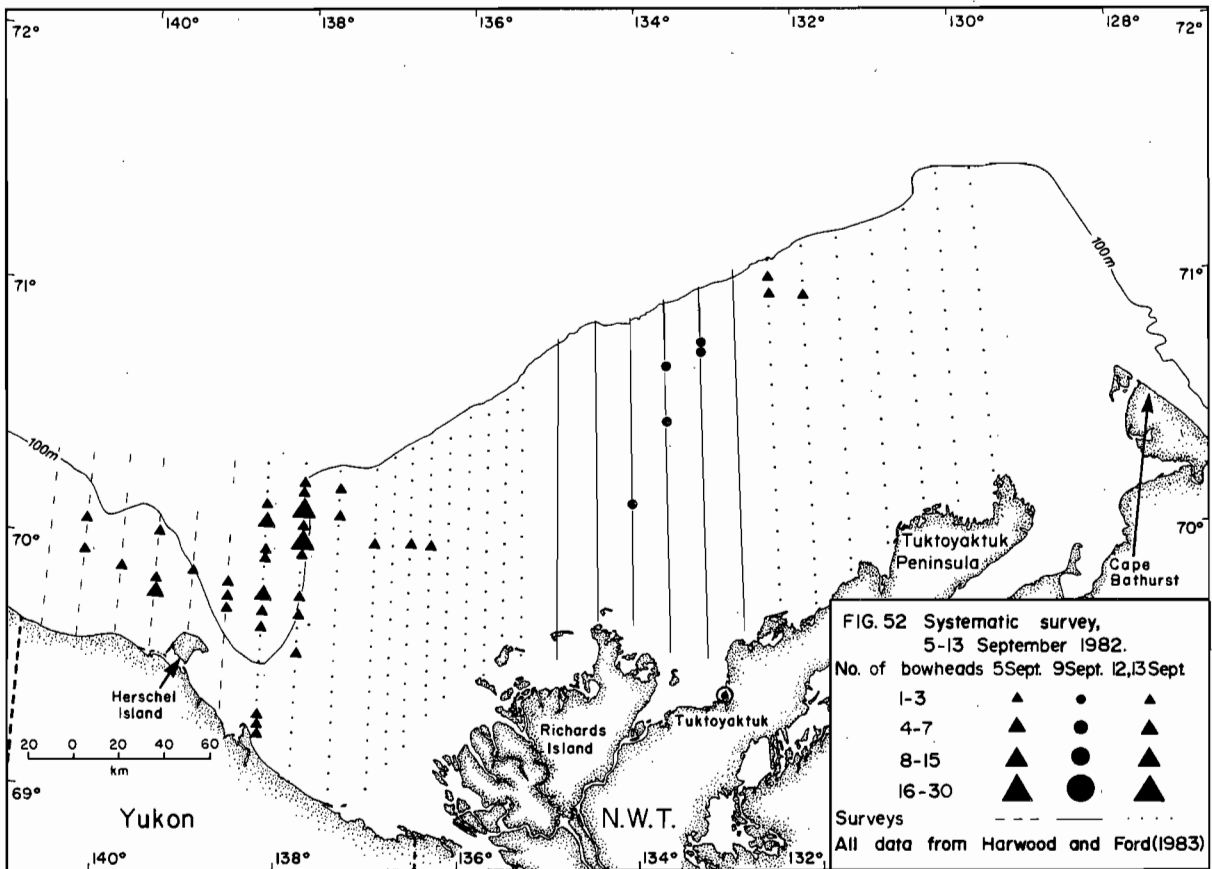 140° 138° 136° 134° 132° 130° 128°
72° 72°
100m
71° 71°
100m
70° 70°
Tuktoyaktuk
Peninsula
Cape
Bathurst
Herschel
Island
20 0 20 40 60
km
Richards
Island
Tuktoyaktuk
69°
Yukon
N.W.T.
140° 138° 136° 134° 132°
FIG. 52 Systematic survey,
5-13 September 1982.
No. of bowheads 5Sept. 9Sept. 12,13Sept
1-3
4-7
8-15
16-30
Surveys
All data from Harwood and Ford(1983)